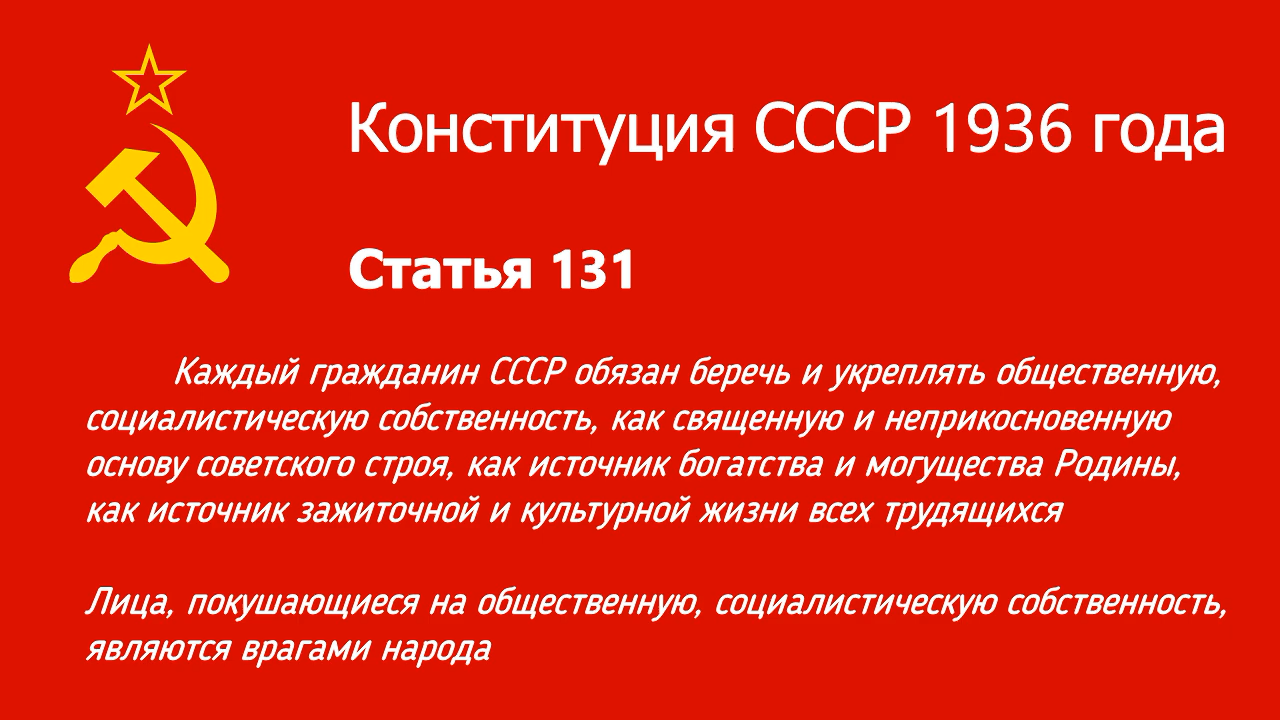 Конституция СССР 1936 года
Статья 131
Каждый гражданин СССР обязан беречь и укреплять общественную,
социалистическую собственность, как священную и неприкосновенную
основу советского строя, как источник богатства и могущества Родины,
как источник зажиточной и культурной жизни всех трудящихся
Лица, покушающиеся на общественную, социалистическую собственность,
являются врагами народа